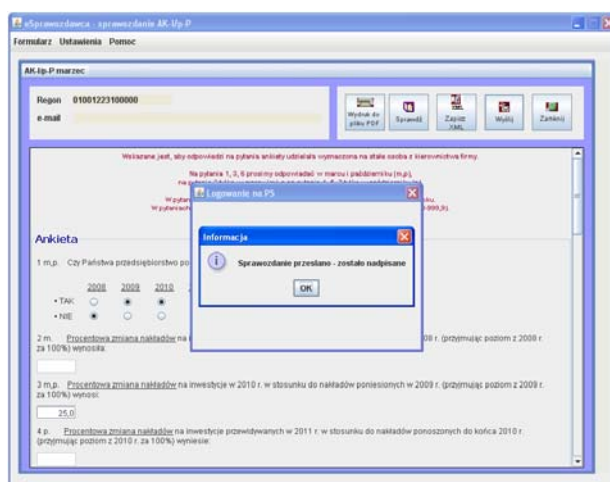 eSprawozdawca - sprawozdanie AK-I/p-P
Formularz Ustawienia Pomoc
AK-I/p-P marzec
Regon 01001223100000
e-mail
Wydruk do pliku PDF
Sprawdź
Zapisz XML
Wyślij
Zamknij
Wskazane jest, aby odpowiedzi na pytania ankiety udzielała wyznaczona na stałe osoba z kierownictwa firmy.
Na pytania 1, 3, 6 prosimy odpowiadać w marcu i październiku (m,p),
Logowanie na PS
Informacja
Sprawozdanie przesłano - zostało nadpisane
OK
Ankieta
1 m,p. Czy Państwa przedsiębiorstwo
2008 2009 2010
• TAK
• NIE
2 m. Procentowa zmiana nakładów na
08 r. (przyjmując poziom z 2008 r.
za 100%) wynosiła:
3 m,p. Procentowa zmiana nakładów na inwestycje w 2010 r. w stosunku do nakładów poniesionych w 2009 r. (przyjmując poziom z 2009 r.
za 100%) wynosi:
25,0
4 p. Procentowa zmiana nakładów na inwestycje przewidywanych w 2011 r. w stosunku do nakładów ponoszonych do końca 2010 r.
(przyjmując poziom z 2010 r. za 100%) wyniesie: